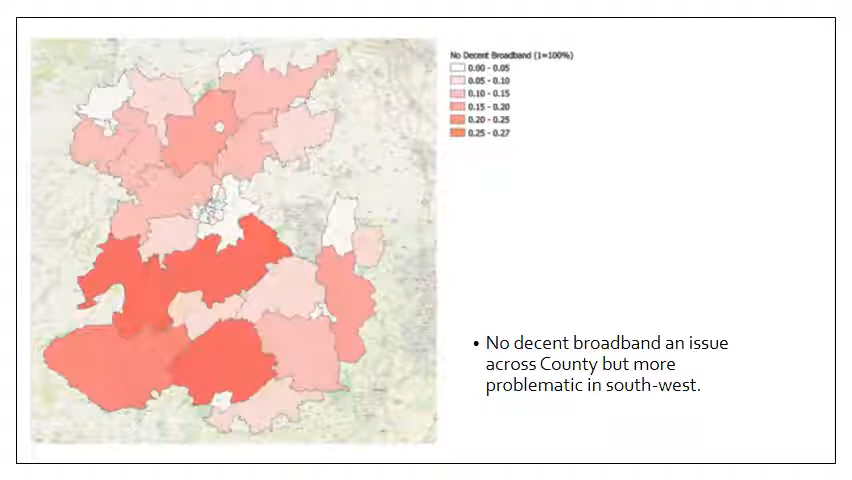 No Decent Broadband (1=100%)
0.00 - 0.05
0.05 - 0.10
0.10 - 0.15
0.15 - 0.20
0.20 - 0.25
0.25 - 0.27
• No decent broadband an issue
across County but more
problematic in south-west.